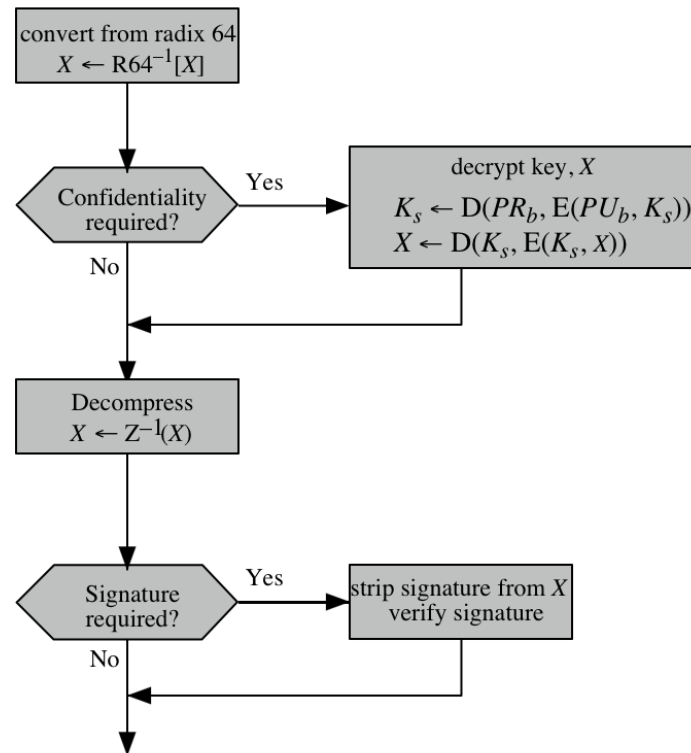 convert from radix 64
X ← R64⁻¹[X]
Confidentiality
required?
Yes
decrypt key, X
Kₛ ← D(PR_b, E(PU_b, Kₛ))
X ← D(Kₛ, E(Kₛ, X))
No
Decompress
X ← Z⁻¹(X)
Signature
required?
Yes
strip signature from X
verify signature
No